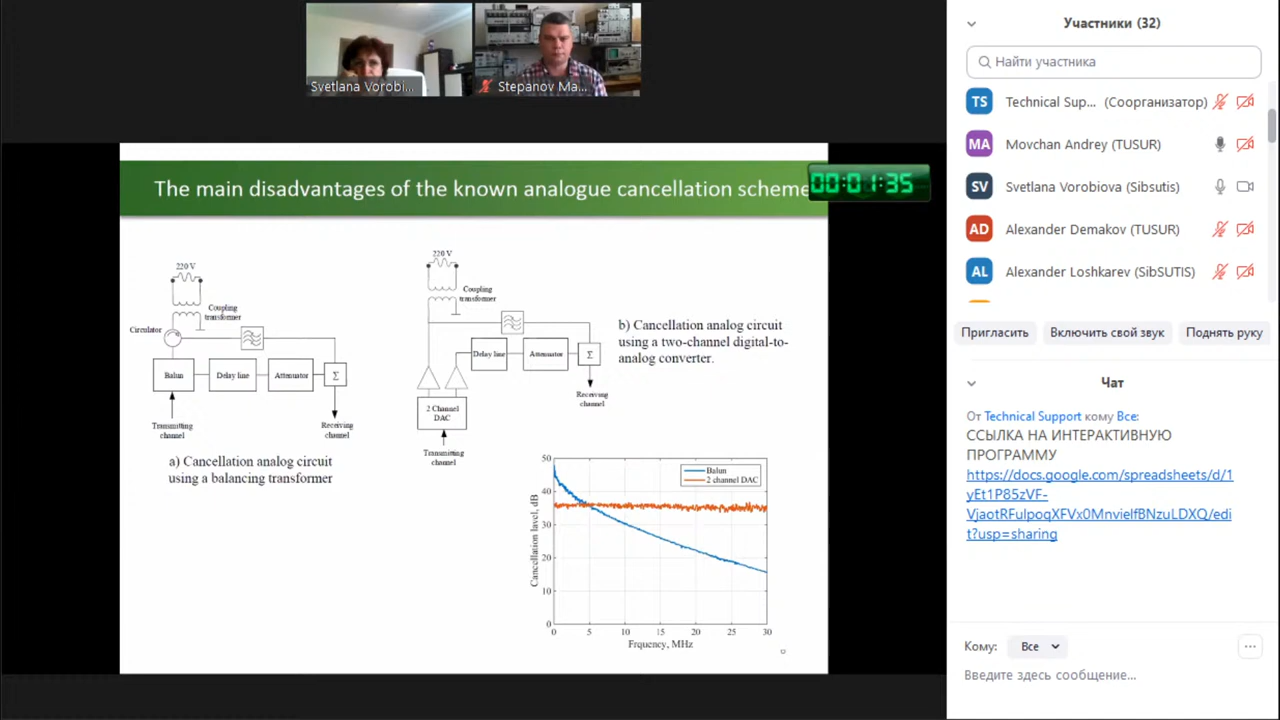 Svetlana Vorobi...
Stepanov Ma...
The main disadvantages of the known analogue cancellation scheme
00:01:35
220 V
Coupling
transformer
Circulator
Balun
Delay line
Attenuator
Σ
Transmitting
channel
Receiving
channel
a) Cancellation analog circuit
using a balancing transformer
220 V
Coupling
transformer
Delay line
Attenuator
Σ
2 Channel
DAC
Receiving
channel
Transmitting
channel
b) Cancellation analog circuit
using a two-channel digital-to-
analog converter.
Balun
2 channel DAC
Cancellation level, dB
50
40
30
20
10
0
0 5 10 15 20 25 30
Frquency, MHz
Участники (32)
Найти участника
TS Technical Sup... (Соорганизатор)
MA Movchan Andrey (TUSUR)
SV Svetlana Vorobiova (Sibsutis)
AD Alexander Demakov (TUSUR)
AL Alexander Loshkarev (SibSUTIS)
Пригласить Включить свой звук Поднять руку
Чат
От Technical Support кому Все:
ССЫЛКА НА ИНТЕРАКТИВНУЮ
ПРОГРАММУ
https://docs.google.com/spreadsheets/d/1
yEt1P85zVF-
VjaotRFulpoqXFVx0MnvielfBNzuLDXQ/edi
t?usp=sharing
Кому: Все
Введите здесь сообщение...